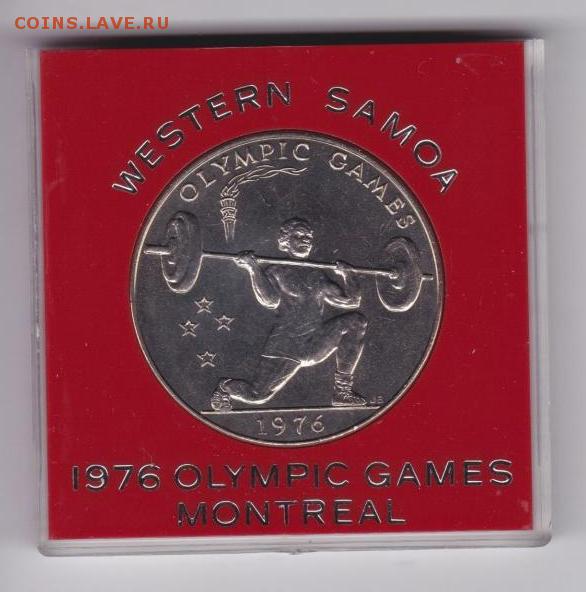 COINS.LAVE.RU
WESTERN SAMOA
OLYMPIC GAMES
JB
1976
1976 OLYMPIC GAMES
MONTREAL